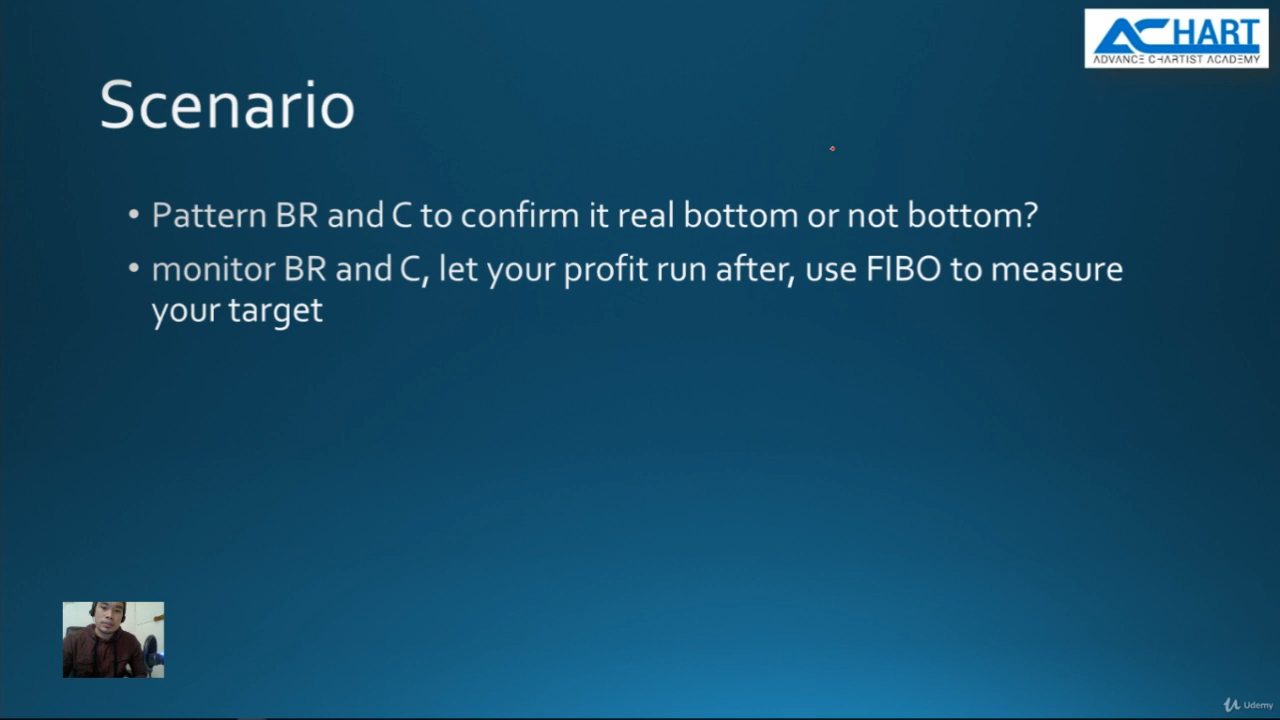 ACHART
ADVANCE CHARTIST ACADEMY
Scenario
• Pattern BR and C to confirm it real bottom or not bottom?
• monitor BR and C, let your profit run after, use FIBO to measure
your target
Udemy